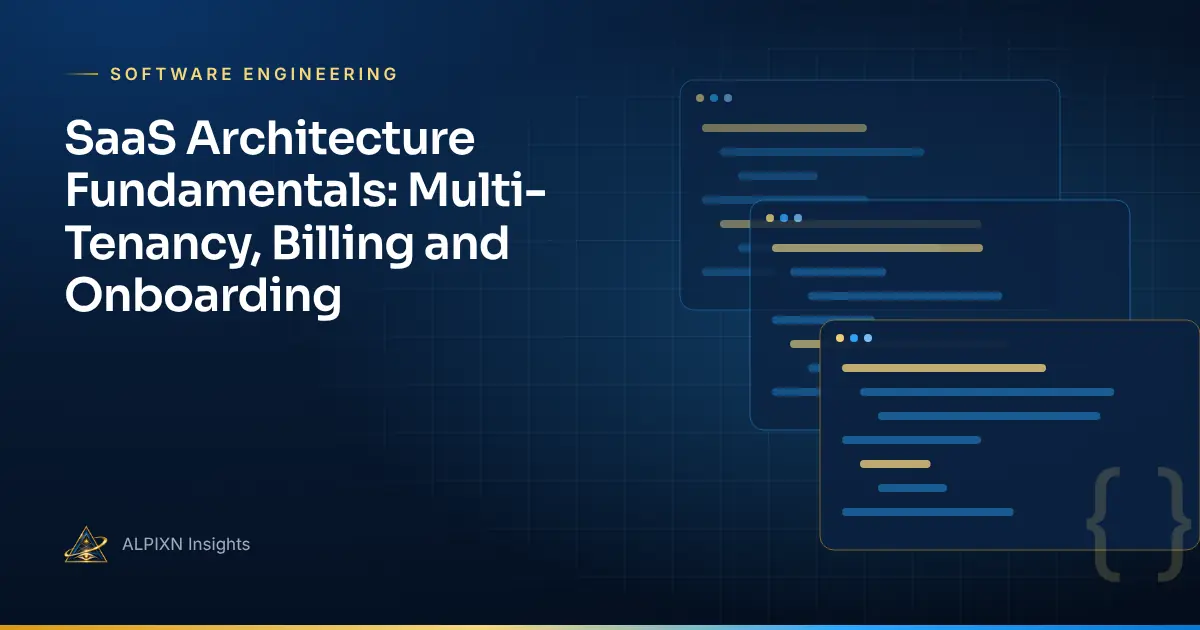 SOFTWARE ENGINEERING
SaaS Architecture
Fundamentals: Multi-
Tenancy, Billing and
Onboarding
{ }
ALPIXN Insights